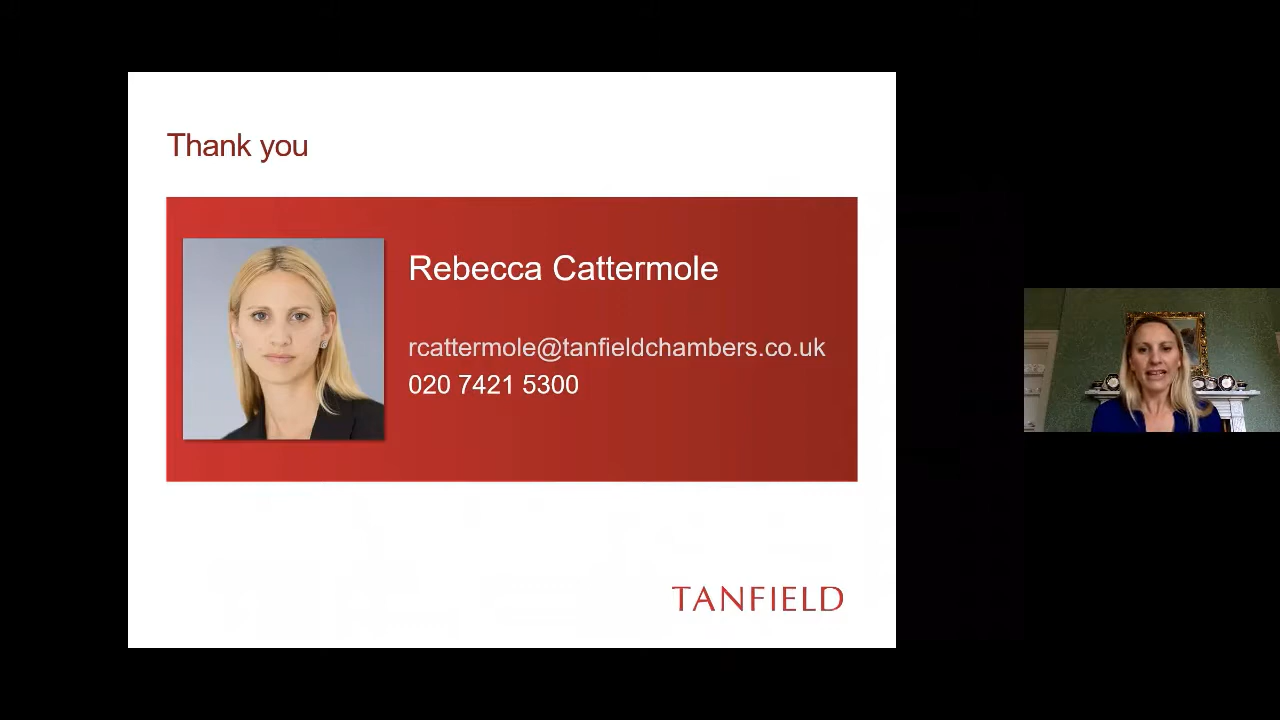 Thank you
Rebecca Cattermole
rcattermole@tanfieldchambers.co.uk
020 7421 5300
TANFIELD